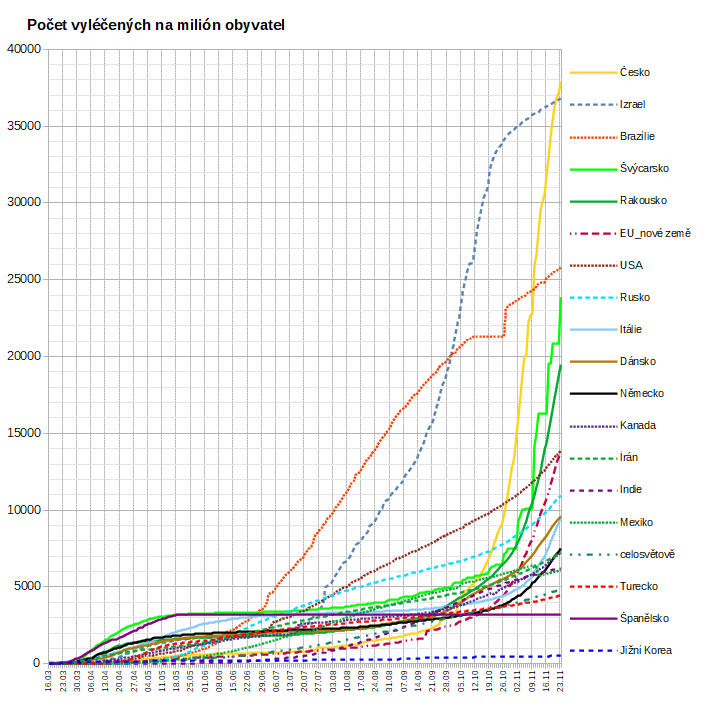 Počet vyléčených na milión obyvatel
40000
35000
30000
25000
20000
15000
10000
5000
0
16.03
23.03
30.03
06.04
13.04
20.04
27.04
04.05
11.05
18.05
25.05
01.06
08.06
15.06
22.06
29.06
06.07
13.07
20.07
27.07
03.08
10.08
17.08
24.08
31.08
07.09
14.09
21.09
28.09
05.10
12.10
19.10
26.10
02.11
09.11
16.11
23.11
Česko
Izrael
Brazílie
Švýcarsko
Rakousko
EU_nové země
USA
Rusko
Itálie
Dánsko
Německo
Kanada
Írán
Indie
Mexiko
celosvětově
Turecko
Španělsko
Jižní Korea